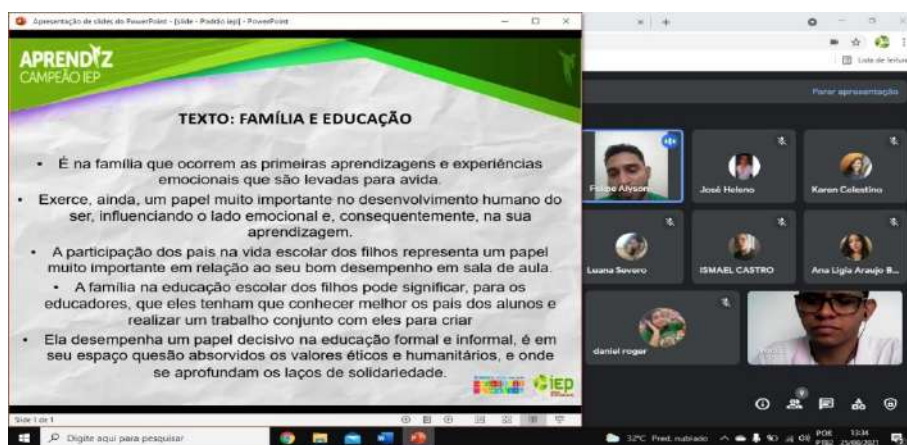 Apresentação de slides do PowerPoint - [slide - Padrão iep] - PowerPoint
APRENDIZ
CAMPEÃO IEP
TEXTO: FAMÍLIA E EDUCAÇÃO
• É na família que ocorrem as primeiras aprendizagens e experiências
emocionais que são levadas para avida.
• Exerce, ainda, um papel muito importante no desenvolvimento humano do
ser, influenciando o lado emocional e, consequentemente, na sua
aprendizagem.
• A participação dos pais na vida escolar dos filhos representa um papel
muito importante em relação ao seu bom desempenho em sala de aula.
• A família na educação escolar dos filhos pode significar, para os
educadores, que eles tenham que conhecer melhor os pais dos alunos e
realizar um trabalho conjunto com eles para criar
• Ela desempenha um papel decisivo na educação formal e informal, é em
seu espaço quesão absorvidos os valores éticos e humanitários, e onde
se aprofundam os laços de solidariedade.
iep
Slide 1 de 1
Lista de leitura
Parar apresentação
Felipe Alyson
José Heleno
Karen Celestino
Luana Severo
ISMAEL CASTRO
Ana Ligia Araujo B...
daniel roger
Digite aqui para pesquisar
32°C Pred. nublado
POR
PTB2
13:34
25/08/2021